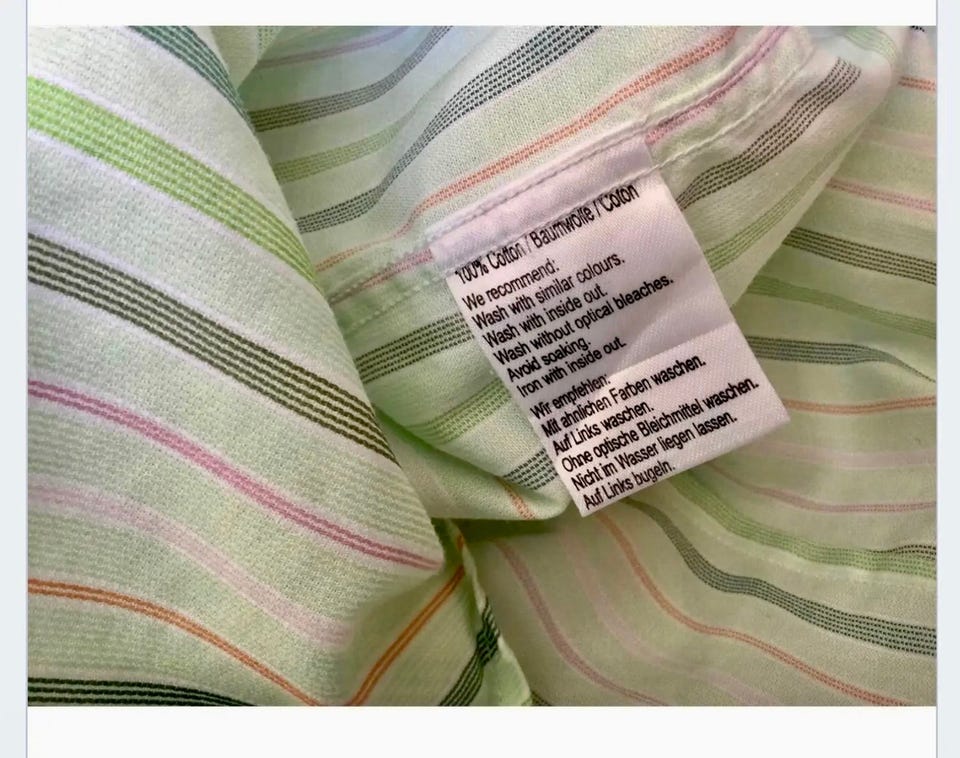 100% Cotton / Baumwolle / Coton
We recommend:
Wash with similar colours.
Wash with inside out.
Wash without optical bleaches.
Avoid soaking.
Iron with inside out.
Wir empfehlen:
Mit ahnlichen Farben waschen.
Auf Links waschen.
Ohne optische Bleichmittel waschen.
Nicht im Wasser liegen lassen.
Auf Links bugeln.